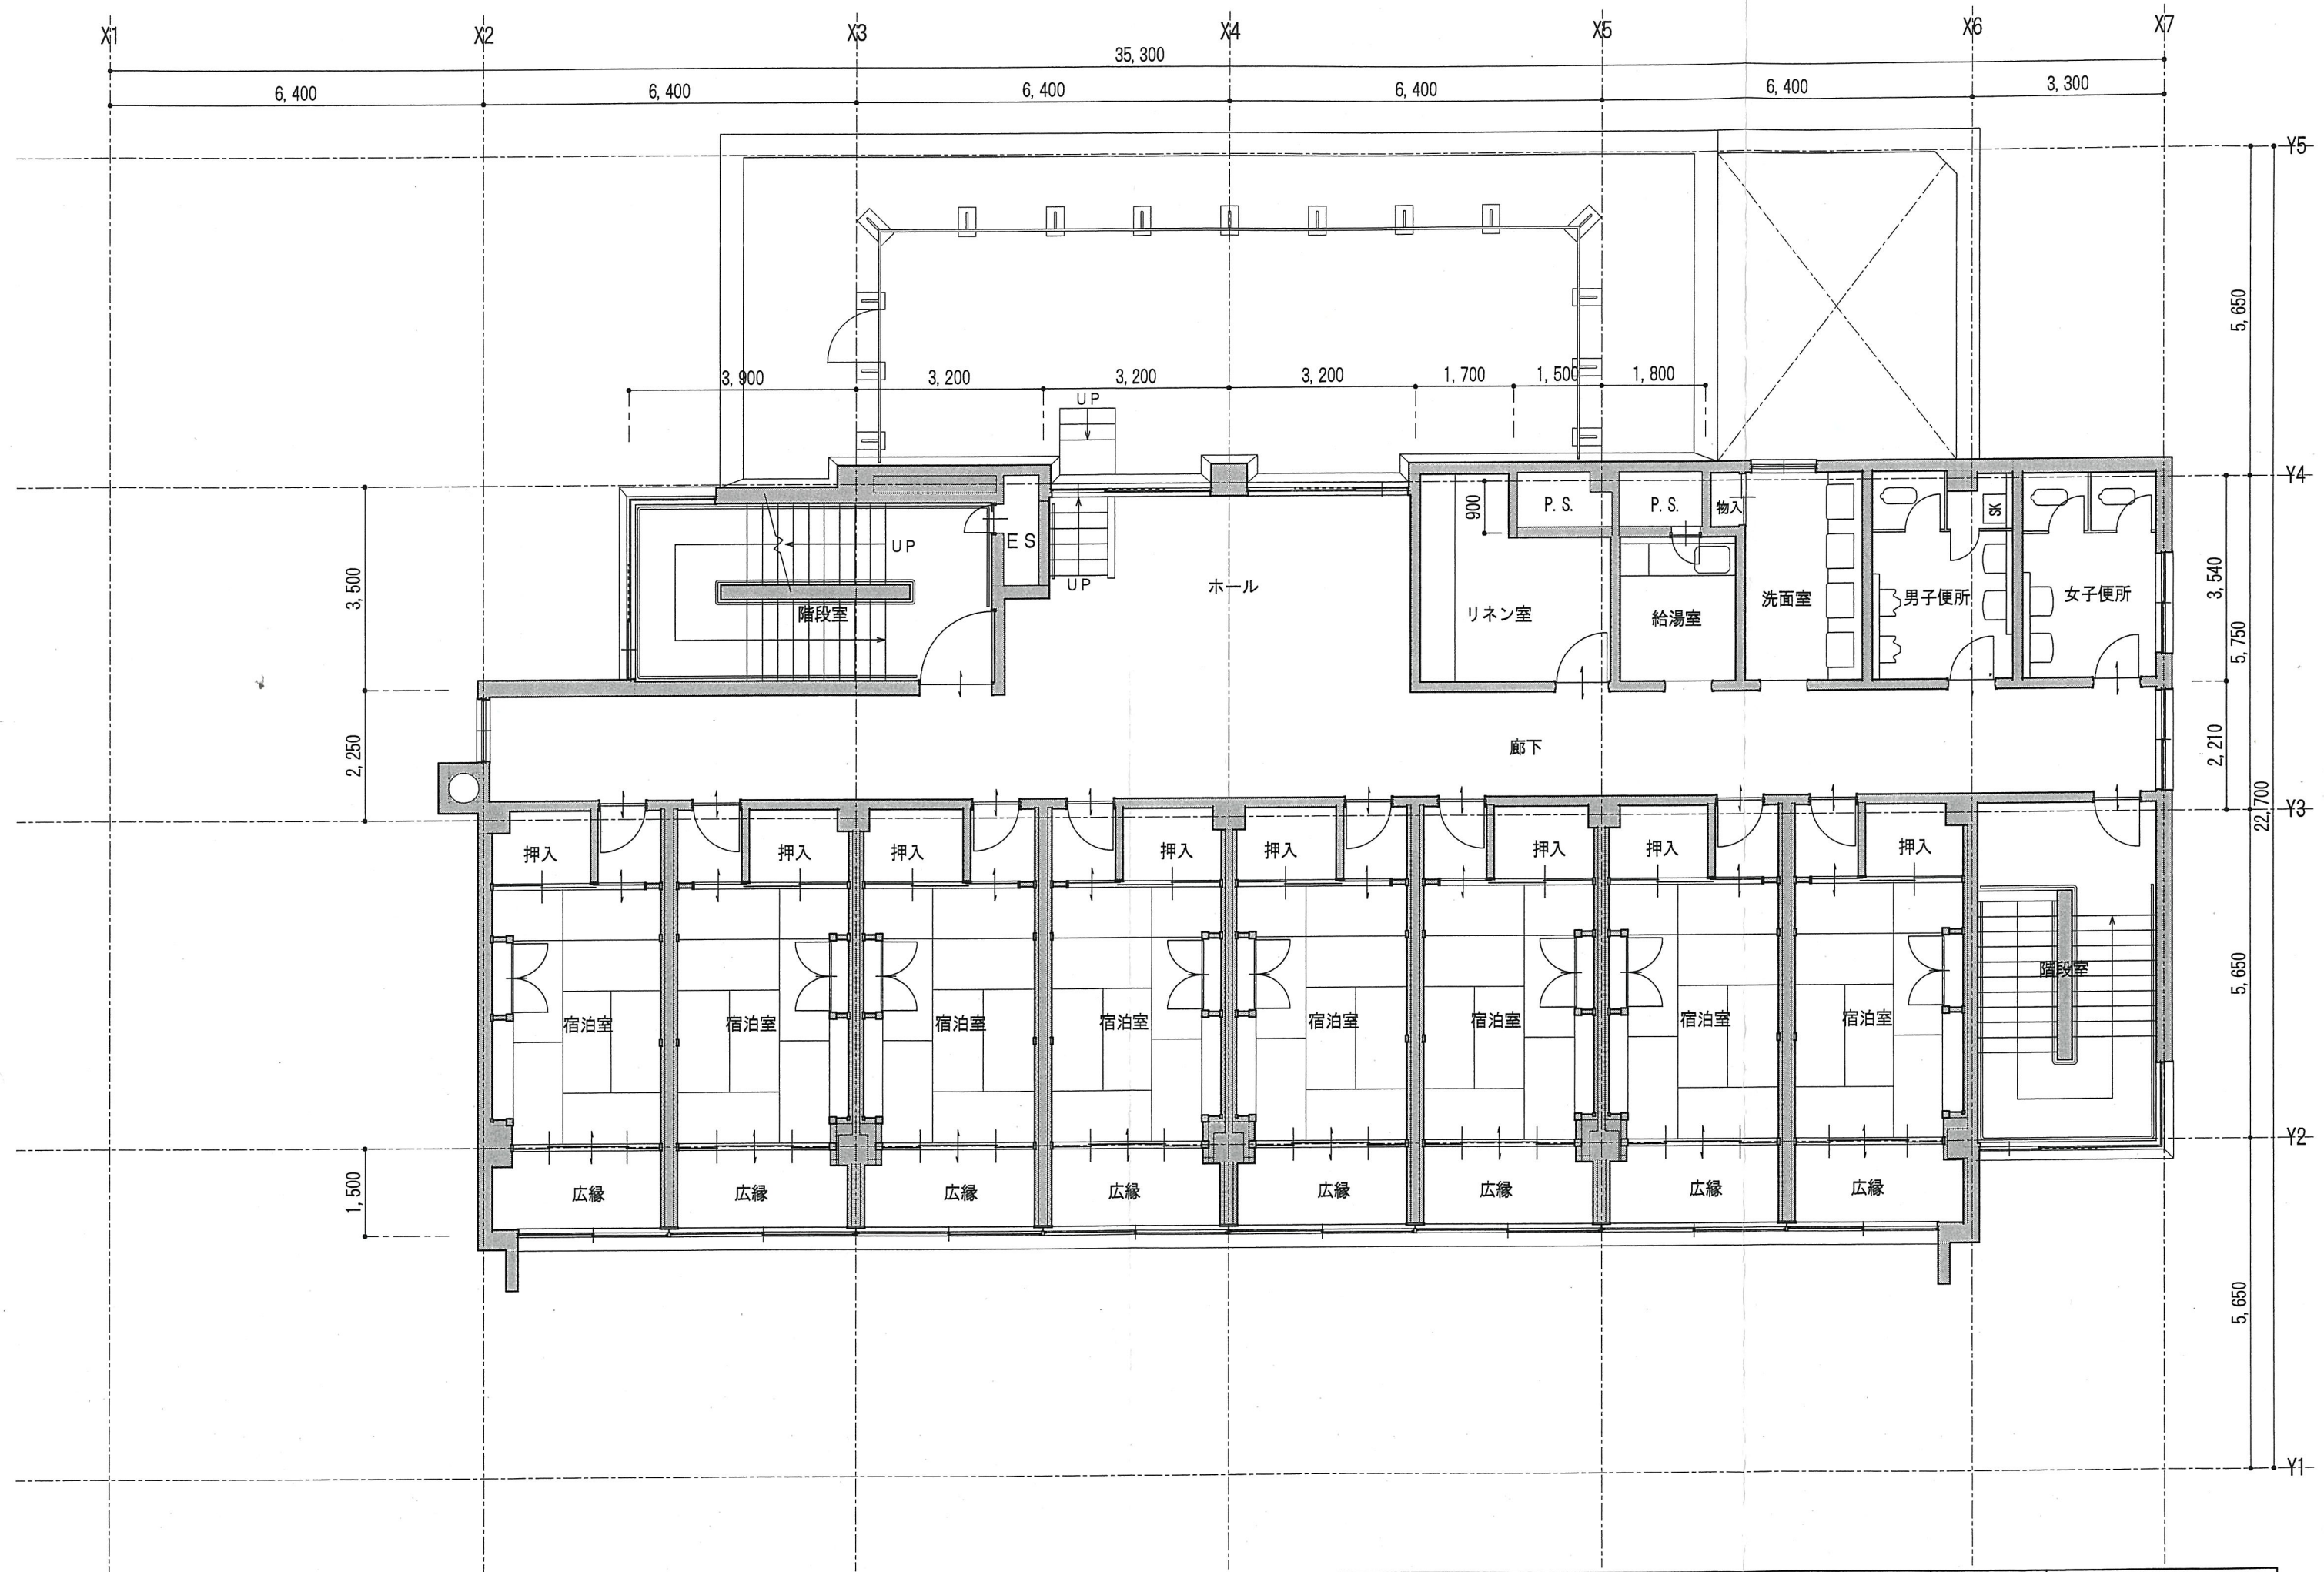 X1 X2 X3 X4 X5 X6 X7
35,300
6,400 6,400 6,400 6,400 6,400 3,300
Y5
5,650
3,900 3,200 3,200 3,200 1,700 1,500 1,800
UP
Y4
900 P.S. P.S. 物入 SK
UP ES
UP
3,500 階段室 ホール リネン室 給湯室 洗面室 男子便所 女子便所 3,540
5,750
2,250 廊下 2,210
Y3
22,700
押入 押入 押入 押入 押入 押入 押入 押入
階段室 5,650
宿泊室 宿泊室 宿泊室 宿泊室 宿泊室 宿泊室 宿泊室 宿泊室
Y2
1,500 広縁 広縁 広縁 広縁 広縁 広縁 広縁 広縁
5,650
Y1